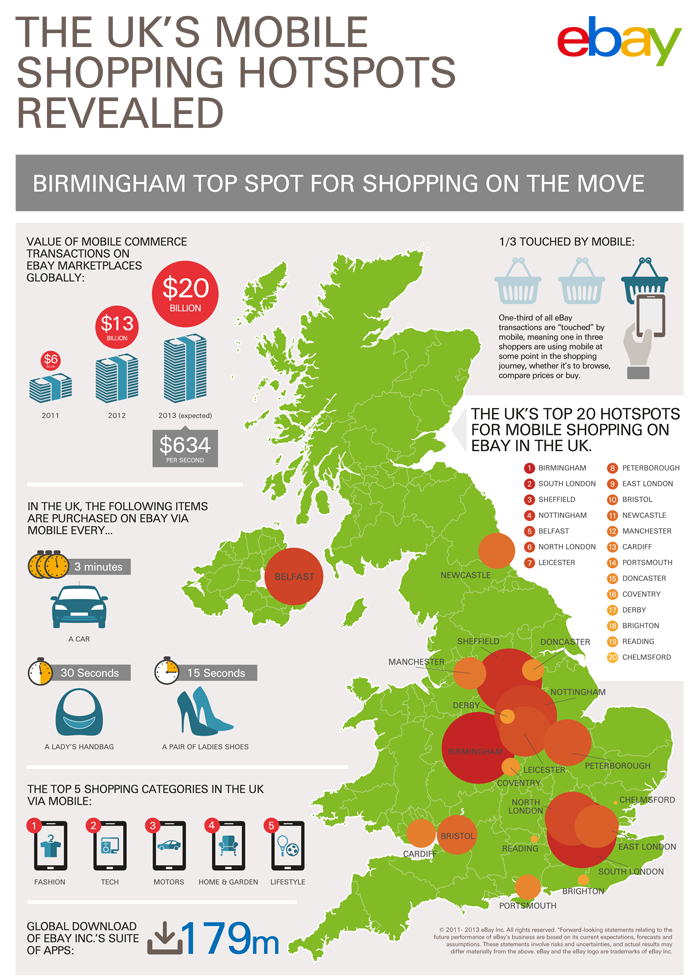 THE UK'S MOBILE
SHOPPING HOTSPOTS
REVEALED
ebay
BIRMINGHAM TOP SPOT FOR SHOPPING ON THE MOVE
VALUE OF MOBILE COMMERCE
TRANSACTIONS ON
EBAY MARKETPLACES
GLOBALLY:
$6
$13
BILLION
$20
BILLION
2011
2012
2013 (expected)
$634
PER SECOND
1/3 TOUCHED BY MOBILE:
One-third of all eBay
transactions are "touched" by
mobile, meaning one in three
shoppers are using mobile at
some point in the shopping
journey, whether it's to browse,
compare prices or buy.
THE UK'S TOP 20 HOTSPOTS
FOR MOBILE SHOPPING ON
EBAY IN THE UK.
1 BIRMINGHAM
2 SOUTH LONDON
3 SHEFFIELD
4 NOTTINGHAM
5 BELFAST
6 NORTH LONDON
7 LEICESTER
8 PETERBOROUGH
9 EAST LONDON
10 BRISTOL
11 NEWCASTLE
12 MANCHESTER
13 CARDIFF
14 PORTSMOUTH
15 DONCASTER
16 COVENTRY
17 DERBY
18 BRIGHTON
19 READING
20 CHELMSFORD
IN THE UK, THE FOLLOWING ITEMS
ARE PURCHASED ON EBAY VIA
MOBILE EVERY...
3 minutes
A CAR
30 Seconds
A LADY'S HANDBAG
15 Seconds
A PAIR OF LADIES SHOES
BELFAST
NEWCASTLE
SHEFFIELD
DONCASTER
MANCHESTER
NOTTINGHAM
DERBY
BIRMINGHAM
LEICESTER
PETERBOROUGH
COVENTRY
NORTH
LONDON
CHELMSFORD
5
BRISTOL
CARDIFF
READING
EAST LONDON
SOUTH LONDON
BRIGHTON
PORTSMOUTH
THE TOP 5 SHOPPING CATEGORIES IN THE UK
VIA MOBILE:
1
2
3
4
5
FASHION
TECH
MOTORS
HOME & GARDEN
LIFESTYLE
GLOBAL DOWNLOAD
OF EBAY INC.'S SUITE
OF APPS:
179m
© 2011- 2013 eBay Inc. All rights reserved. *Forward-looking statements relating to the
future performance of eBay's business are based on its current expectations, forecasts and
assumptions. These statements involve risks and uncertainties, and actual results may
differ materially from the above. eBay and the eBay logo are trademarks of eBay Inc.